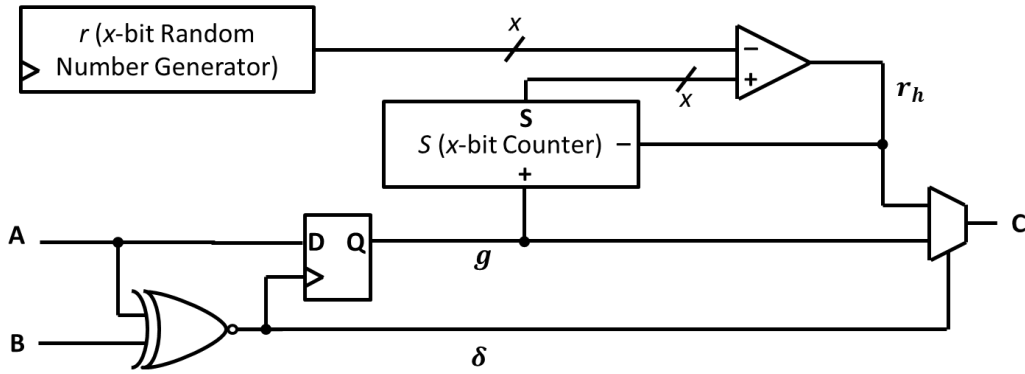 r (x-bit Random
Number Generator)
x
x
−
+
r_h
S
S (x-bit Counter)
−
+
A
D
Q
g
C
B
δ